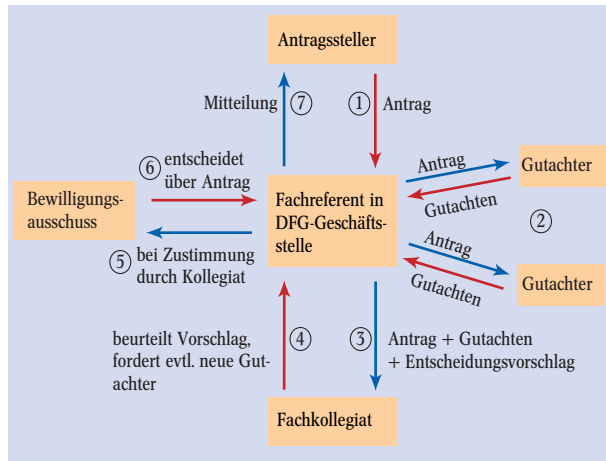 Antragssteller
Mitteilung
⑦
①
Antrag
⑥ entscheidet
über Antrag
Bewilligungs-
ausschuss
Fachreferent in
DFG-Geschäfts-
stelle
Antrag
Gutachten
Gutachter
②
Antrag
Gutachten
Gutachter
⑤ bei Zustimmung
durch Kollegiat
beurteilt Vorschlag,
fordert evtl. neue Gut-
achter
④
③
Antrag + Gutachten
+ Entscheidungsvorschlag
Fachkollegiat